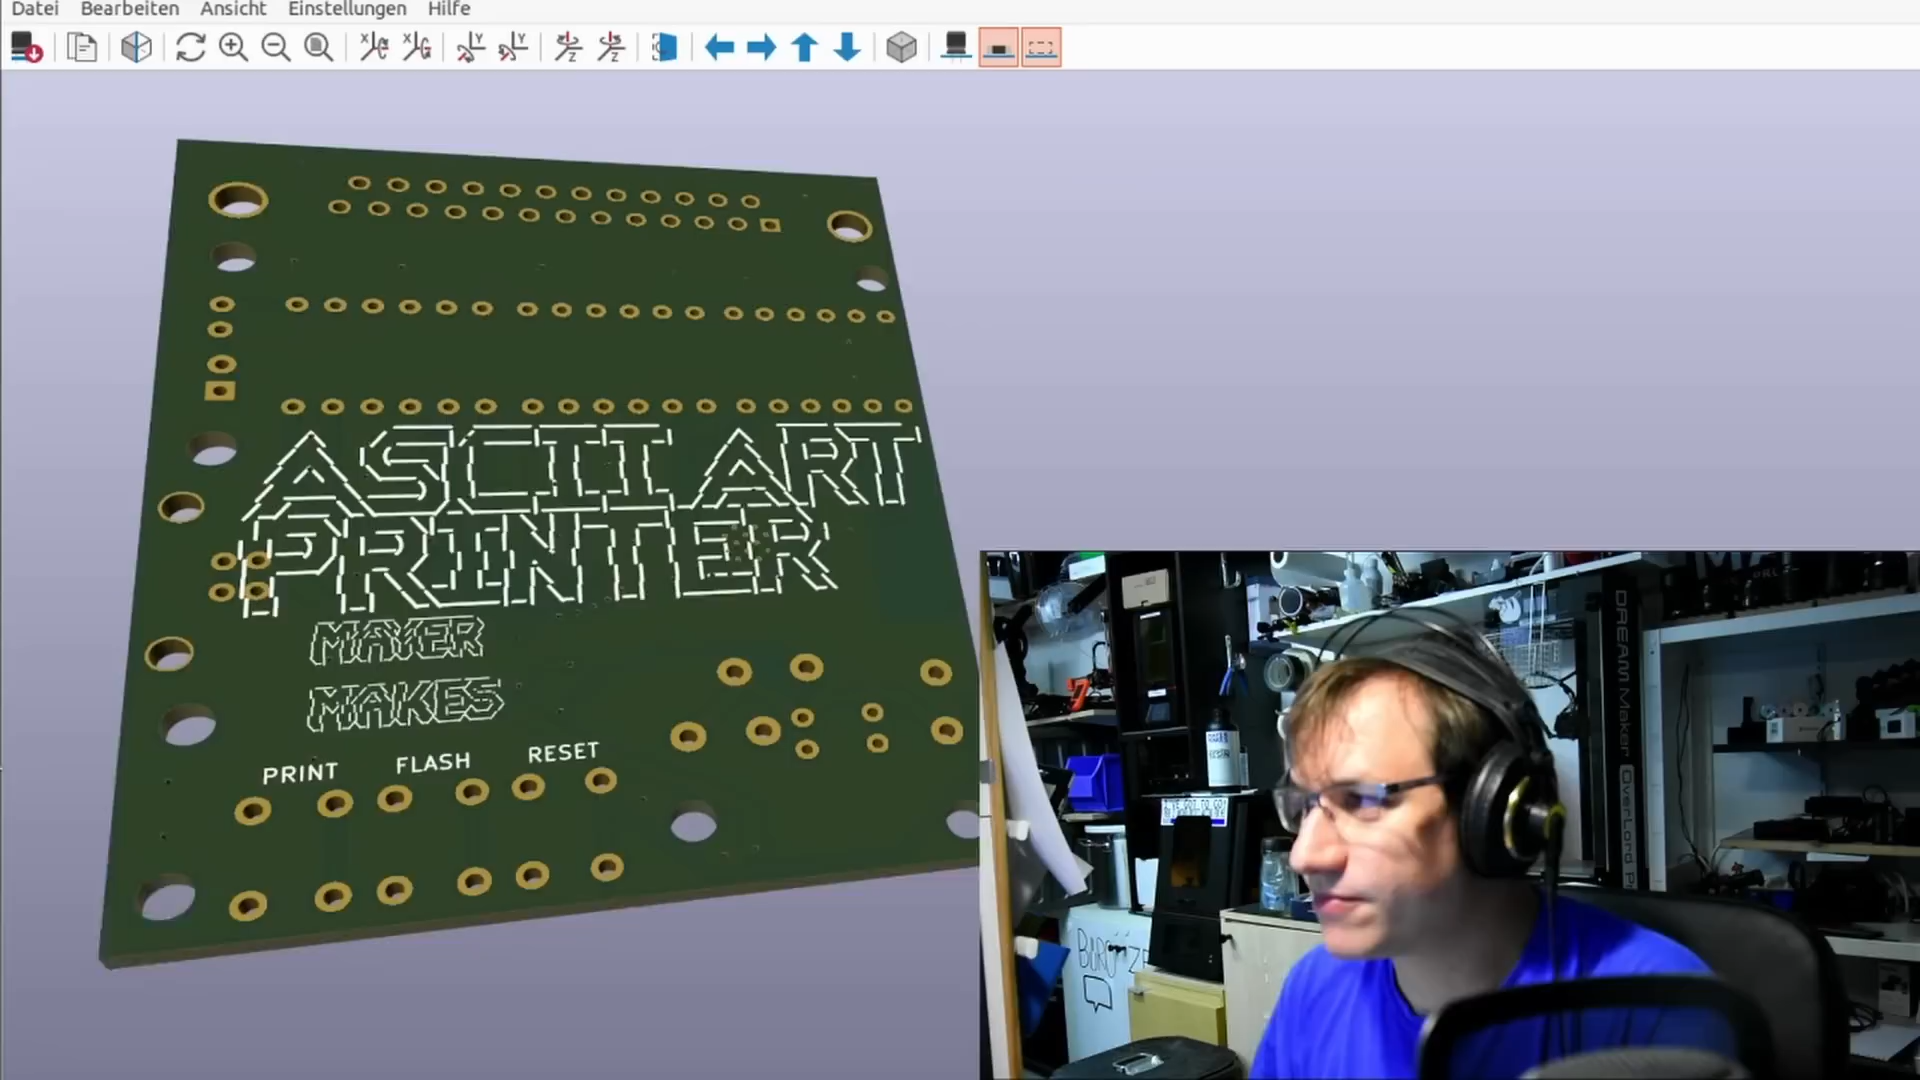 Datei Bearbeiten Ansicht Einstellungen Hilfe
ASCII ART
PRINTER
MAKER
MAKES
PRINT FLASH RESET
DREAM Maker
OverLord